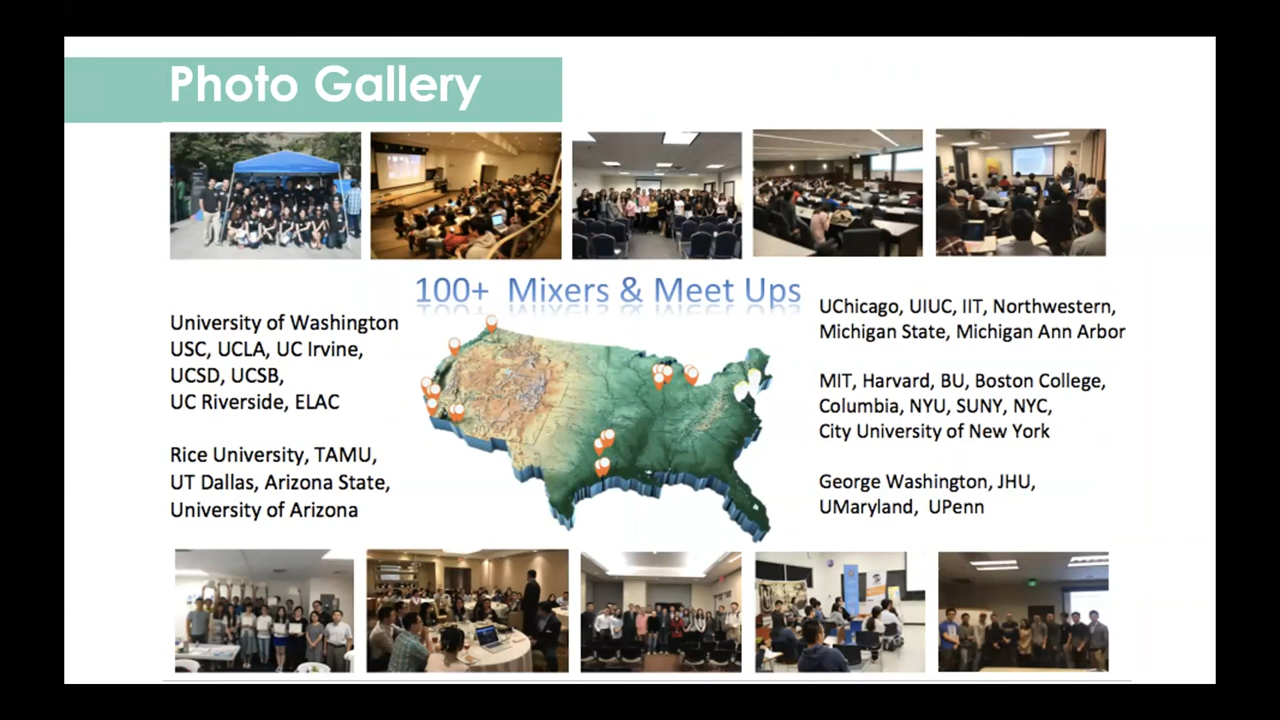 Photo Gallery
100+ Mixers & Meet Ups
University of Washington
USC, UCLA, UC Irvine,
UCSD, UCSB,
UC Riverside, ELAC
Rice University, TAMU,
UT Dallas, Arizona State,
University of Arizona
UChicago, UIUC, IIT, Northwestern,
Michigan State, Michigan Ann Arbor
MIT, Harvard, BU, Boston College,
Columbia, NYU, SUNY, NYC,
City University of New York
George Washington, JHU,
UMaryland, UPenn